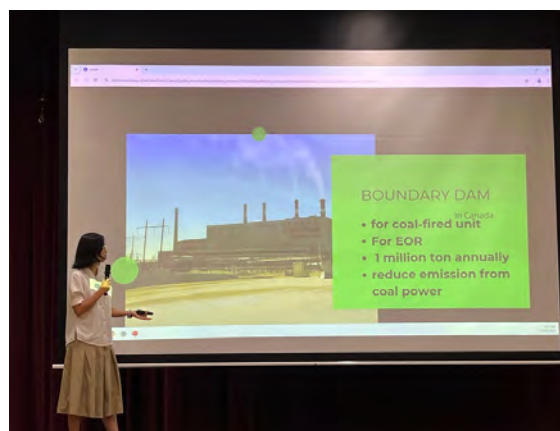 BOUNDARY DAM
in Canada
• for coal-fired unit
• For EOR
• 1 million ton annually
• reduce emission from
coal power